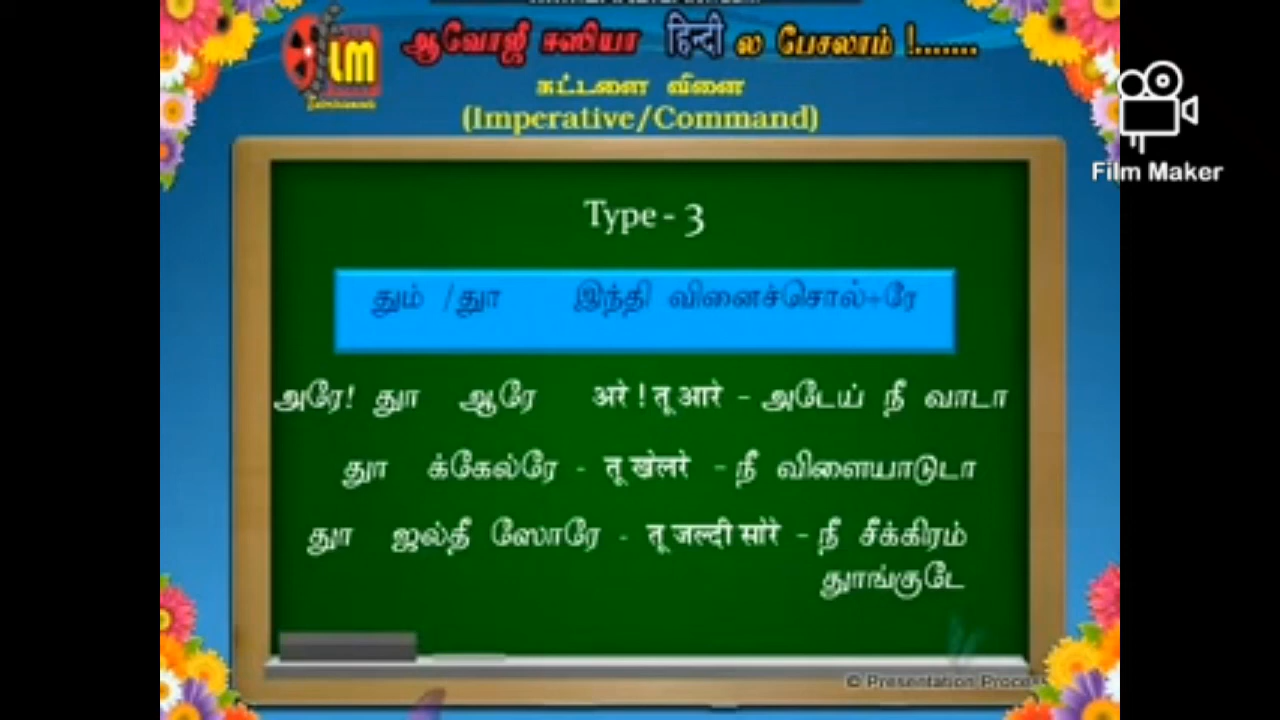 LM
ஆவோஜீ ஈஸியா हिन्दी ல பேசலாம் !.......
கட்டளை வினை
(Imperative/Command)
Film Maker
Type - 3
தும் /தூ இந்தி வினைச்சொல்+ரே
அரே! தூ ஆரே अरे ! तू आरे - அடேய் நீ வாடா
தூ க்கேல்ரே - तू खेलरे - நீ விளையாடுடா
தூ ஜல்தீ ஸோரே - तू जल्दी सोरे - நீ சீக்கிரம்
தூங்குடே
© Presentation Process